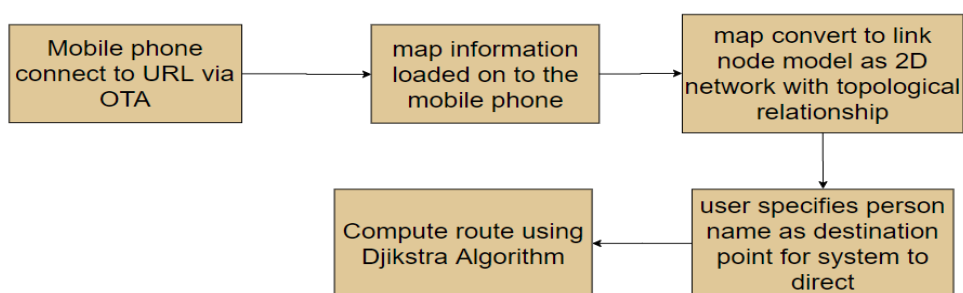 Mobile phone
connect to URL via
OTA
map information
loaded on to the
mobile phone
map convert to link
node model as 2D
network with topological
relationship
user specifies person
name as destination
point for system to
direct
Compute route using
Djikstra Algorithm